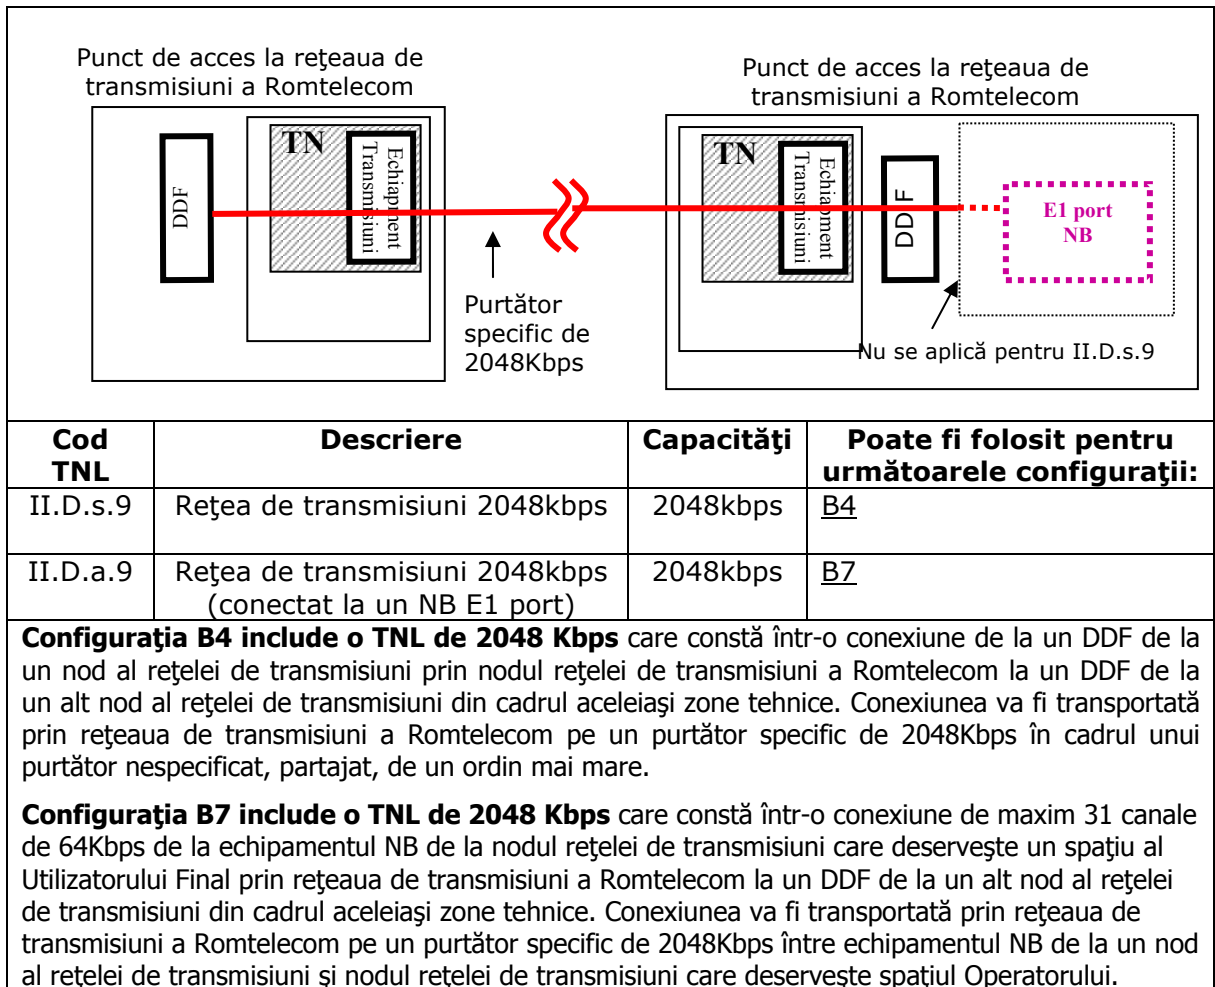 Punct de acces la reţeaua de
transmisiuni a Romtelecom
Punct de acces la reţeaua de
transmisiuni a Romtelecom
DDF
TN
Echiapment
Transmisiuni
TN
Echiapment
Transmisiuni
DDF
E1 port
NB
Purtător
specific de
2048Kbps
Nu se aplică pentru II.D.s.9
Cod
TNL
Descriere
Capacităţi
Poate fi folosit pentru
următoarele configuraţii:
II.D.s.9
Reţea de transmisiuni 2048kbps
2048kbps
B4
II.D.a.9
Reţea de transmisiuni 2048kbps
(conectat la un NB E1 port)
2048kbps
B7
Configuraţia B4 include o TNL de 2048 Kbps care constă într-o conexiune de la un DDF de la
un nod al reţelei de transmisiuni prin nodul reţelei de transmisiuni a Romtelecom la un DDF de la
un alt nod al reţelei de transmisiuni din cadrul aceleiaşi zone tehnice. Conexiunea va fi transportată
prin reţeaua de transmisiuni a Romtelecom pe un purtător specific de 2048Kbps în cadrul unui
purtător nespecificat, partajat, de un ordin mai mare.
Configuraţia B7 include o TNL de 2048 Kbps care constă într-o conexiune de maxim 31 canale
de 64Kbps de la echipamentul NB de la nodul reţelei de transmisiuni care deserveşte un spaţiu al
Utilizatorului Final prin reţeaua de transmisiuni a Romtelecom la un DDF de la un alt nod al reţelei
de transmisiuni din cadrul aceleiaşi zone tehnice. Conexiunea va fi transportată prin reţeaua de
transmisiuni a Romtelecom pe un purtător specific de 2048Kbps între echipamentul NB de la un nod
al reţelei de transmisiuni şi nodul reţelei de transmisiuni care deserveşte spaţiul Operatorului.